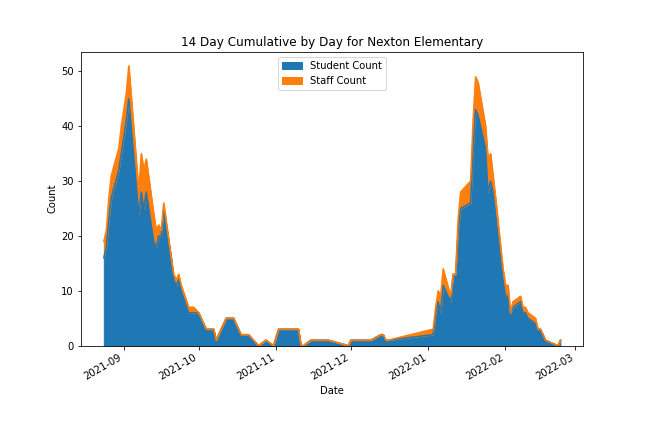 14 Day Cumulative by Day for Nexton Elementary
Student Count
Staff Count
50
40
30
20
10
0
Count
2021-09
2021-10
2021-11
2021-12
2022-01
2022-02
2022-03
Date